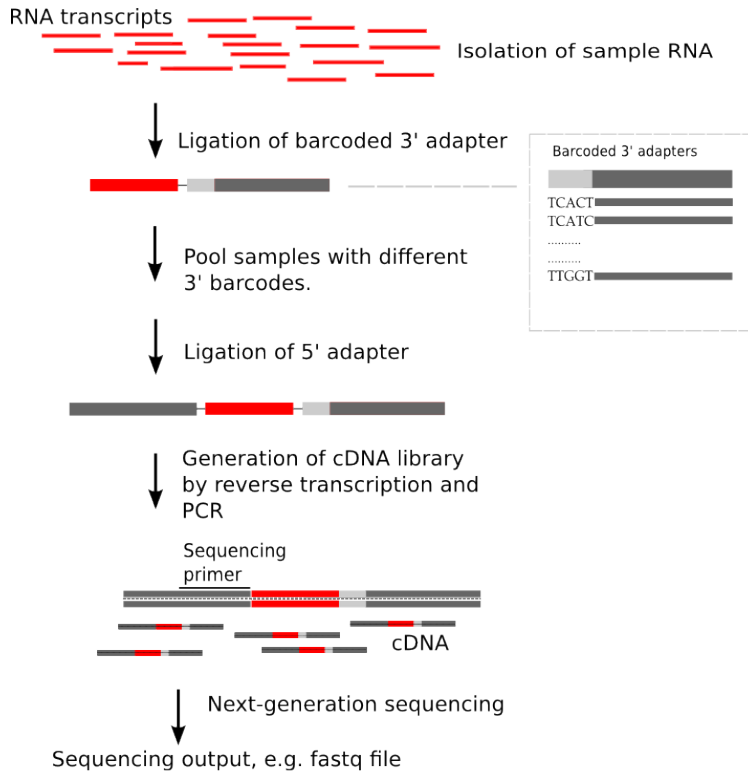 RNA transcripts
Isolation of sample RNA
Ligation of barcoded 3' adapter
Barcoded 3' adapters
TCACT
TCATC
..........
..........
TTGGT
Pool samples with different
3' barcodes.
Ligation of 5' adapter
Generation of cDNA library
by reverse transcription and
PCR
Sequencing
primer
cDNA
Next-generation sequencing
Sequencing output, e.g. fastq file